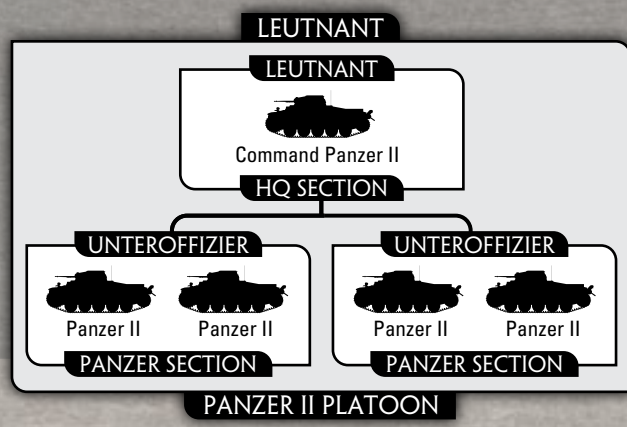 LEUTNANT
LEUTNANT
Command Panzer II
HQ SECTION
UNTEROFFIZIER
Panzer II Panzer II
PANZER SECTION
UNTEROFFIZIER
Panzer II Panzer II
PANZER SECTION
PANZER II PLATOON